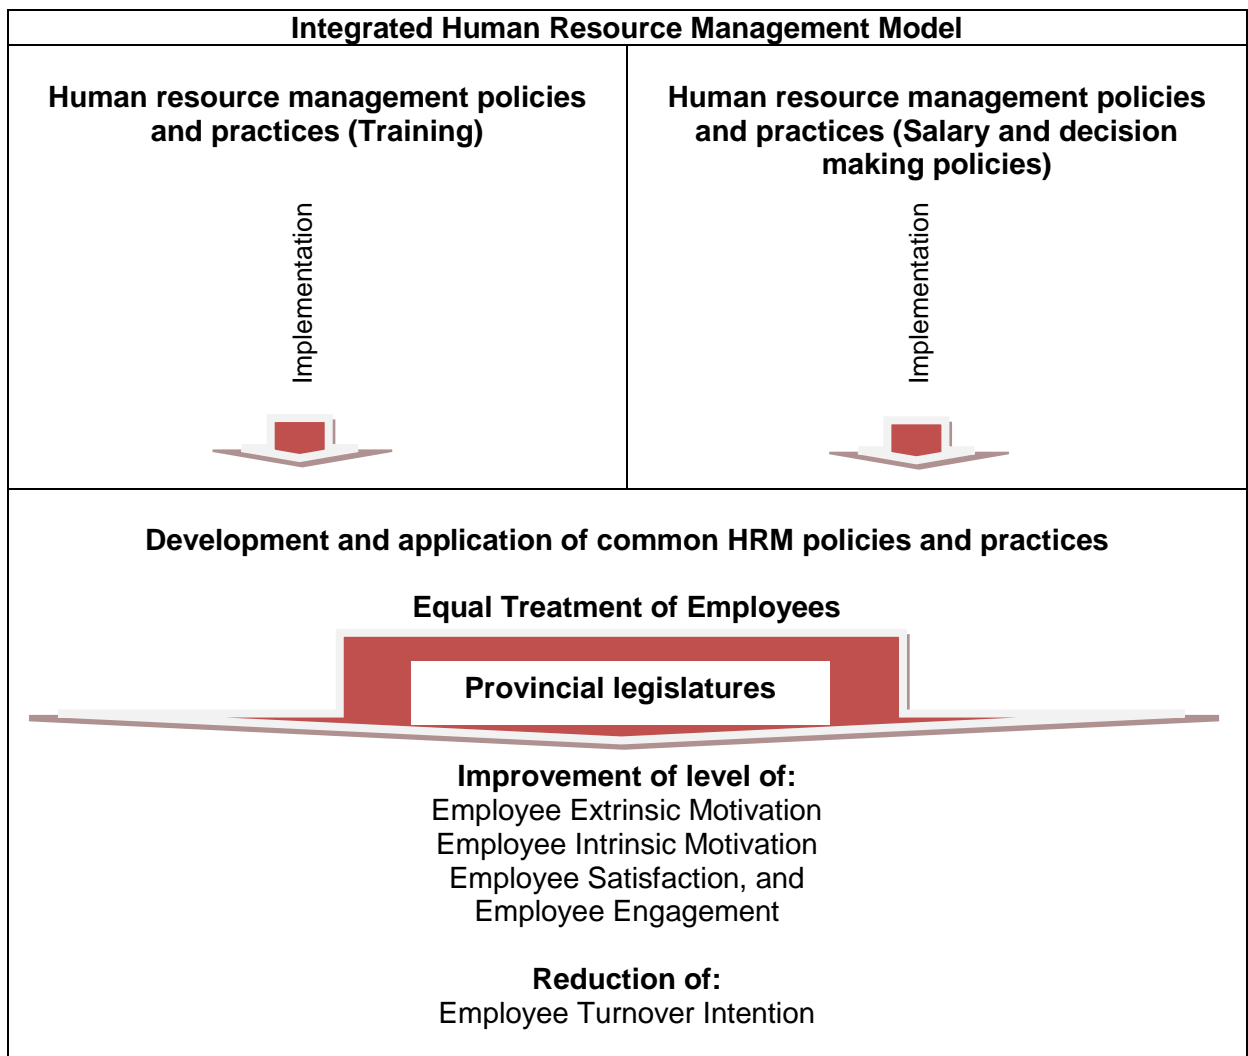 Integrated Human Resource Management Model
Human resource management policies
and practices (Training)
Implementation
Human resource management policies
and practices (Salary and decision
making policies)
Implementation
Development and application of common HRM policies and practices
Equal Treatment of Employees
Provincial legislatures
Improvement of level of:
Employee Extrinsic Motivation
Employee Intrinsic Motivation
Employee Satisfaction, and
Employee Engagement
Reduction of:
Employee Turnover Intention